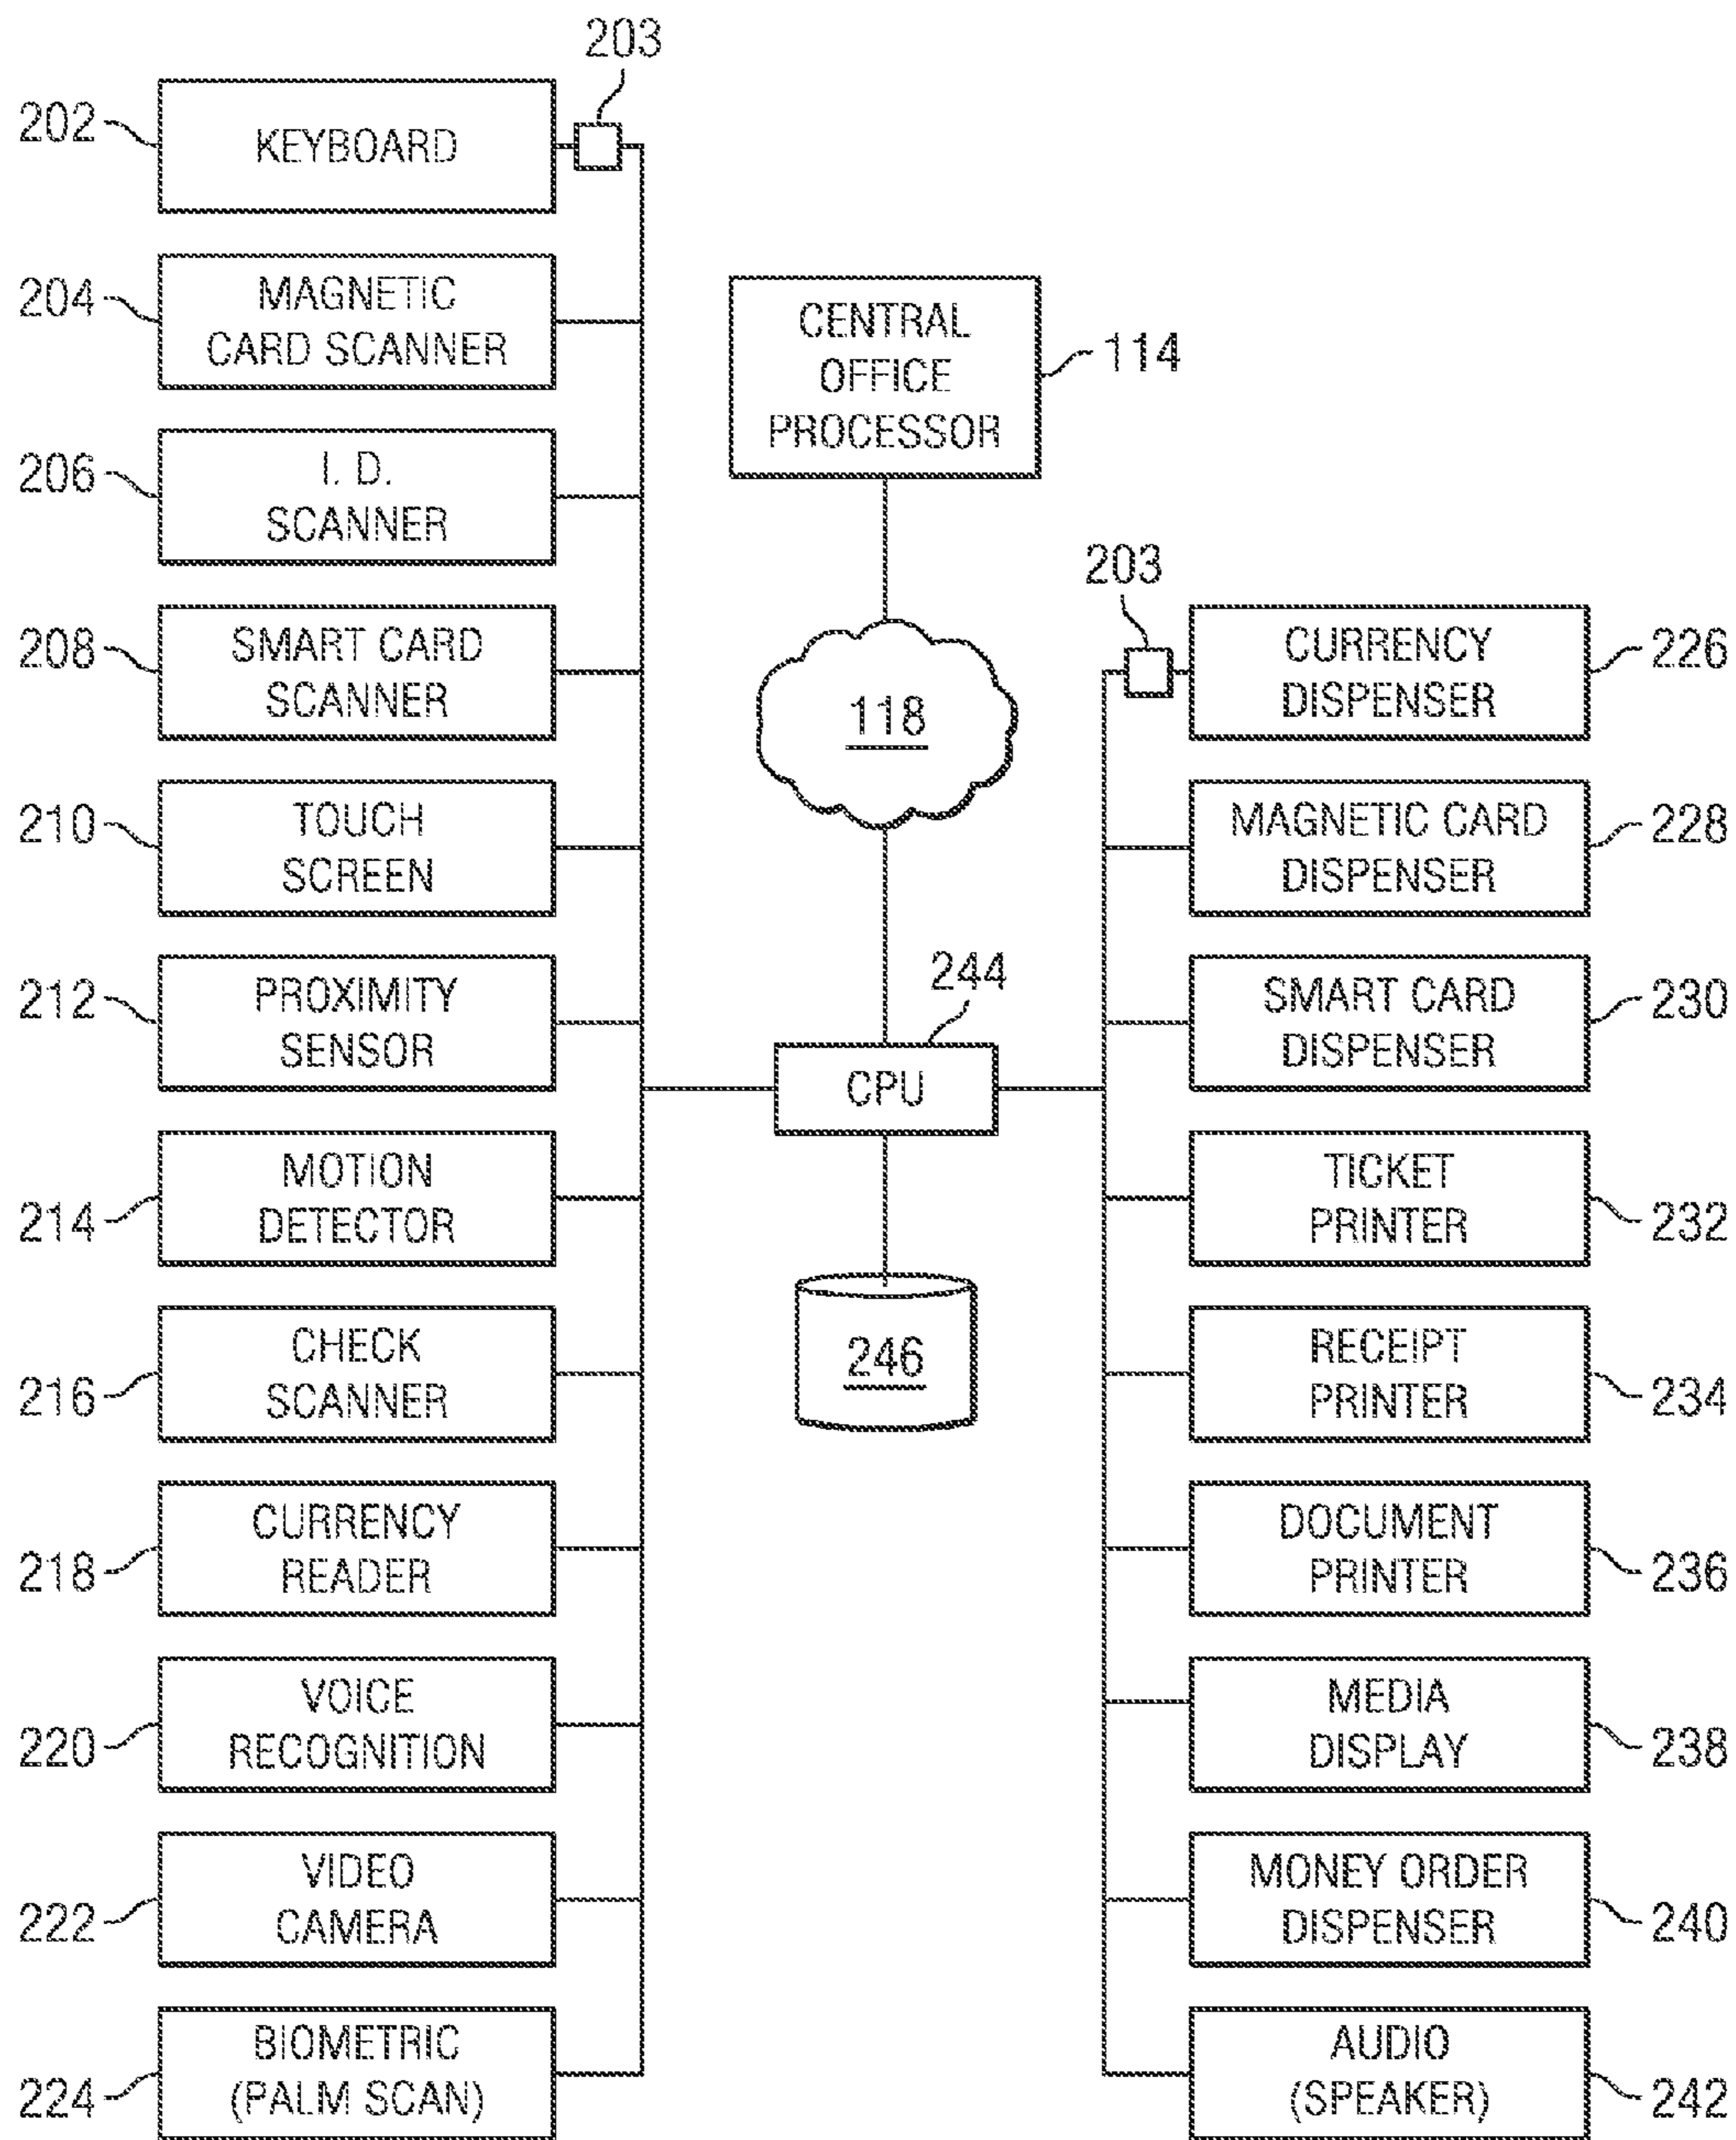 203
202
KEYBOARD
204
MAGNETIC
CARD SCANNER
206
I. D.
SCANNER
208
SMART CARD
SCANNER
210
TOUCH
SCREEN
212
PROXIMITY
SENSOR
214
MOTION
DETECTOR
216
CHECK
SCANNER
218
CURRENCY
READER
220
VOICE
RECOGNITION
222
VIDEO
CAMERA
224
BIOMETRIC
(PALM SCAN)
CENTRAL
OFFICE
PROCESSOR
114
118
244
CPU
246
203
CURRENCY
DISPENSER
226
MAGNETIC CARD
DISPENSER
228
SMART CARD
DISPENSER
230
TICKET
PRINTER
232
RECEIPT
PRINTER
234
DOCUMENT
PRINTER
236
MEDIA
DISPLAY
238
MONEY ORDER
DISPENSER
240
AUDIO
(SPEAKER)
242